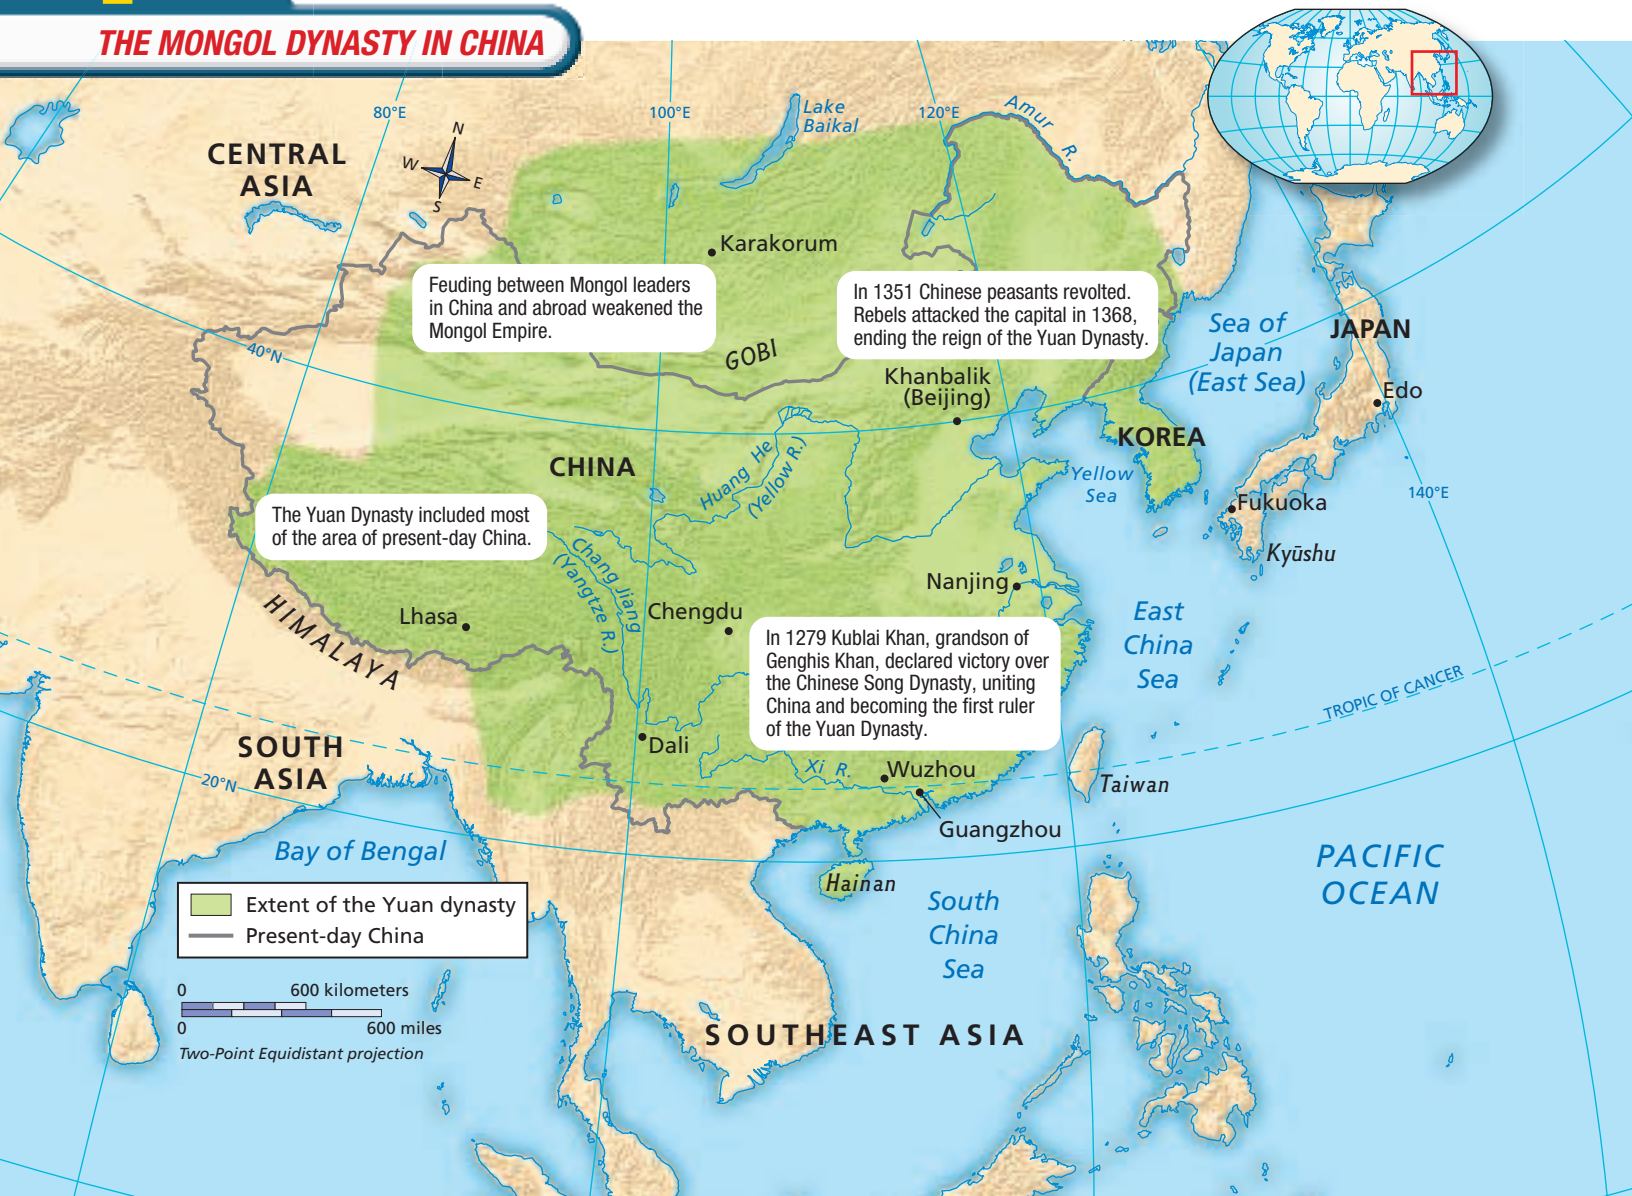 THE MONGOL DYNASTY IN CHINA
80°E
100°E
120°E
Lake
Baikal
Amur
R.
CENTRAL
ASIA
N
W
E
S
Karakorum
Feuding between Mongol leaders
in China and abroad weakened the
Mongol Empire.
In 1351 Chinese peasants revolted.
Rebels attacked the capital in 1368,
ending the reign of the Yuan Dynasty.
Sea of
Japan
(East Sea)
JAPAN
40°N
GOBI
Khanbalik
(Beijing)
Edo
KOREA
CHINA
Huang He
(Yellow R.)
Yellow
Sea
140°E
Fukuoka
Kyūshu
The Yuan Dynasty included most
of the area of present-day China.
Chang Jiang
(Yangtze R.)
Nanjing
Lhasa
Chengdu
HIMALAYA
East
China
Sea
In 1279 Kublai Khan, grandson of
Genghis Khan, declared victory over
the Chinese Song Dynasty, uniting
China and becoming the first ruler
of the Yuan Dynasty.
TROPIC OF CANCER
SOUTH
ASIA
20°N
Dali
Xi R.
Wuzhou
Taiwan
Guangzhou
Bay of Bengal
Hainan
PACIFIC
OCEAN
South
China
Sea
Extent of the Yuan dynasty
Present-day China
0 600 kilometers
0 600 miles
Two-Point Equidistant projection
SOUTHEAST ASIA